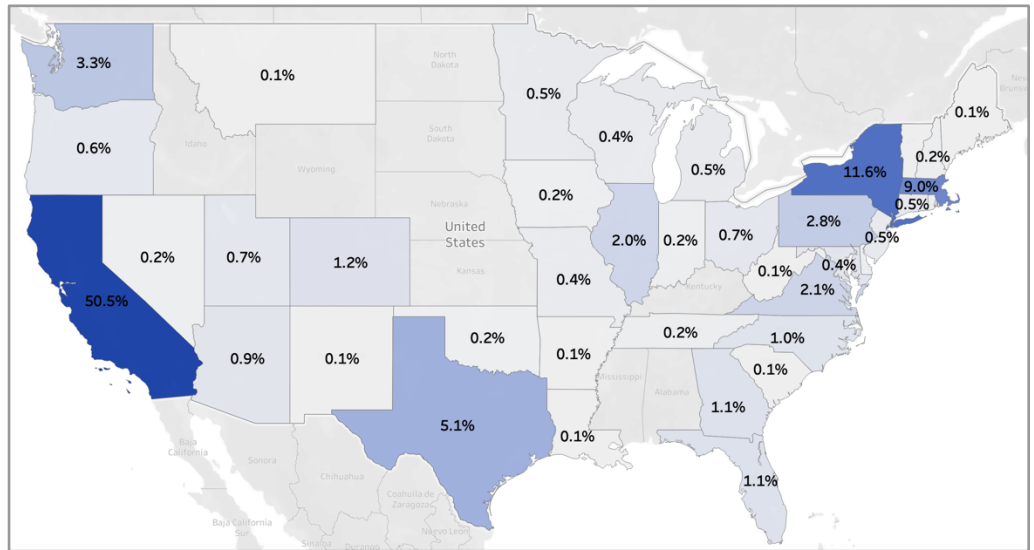 North
Dakota
3.3%
0.1%
New
Brunsw
0.5%
0.1%
0.4%
South
Dakota
0.6%
Idaho
0.2%
Wyoming
0.5%
11.6%
9.0%
0.2%
0.5%
Nebraska
United
States
2.0%
0.2%
0.7%
2.8%
0.5%
0.2%
0.7%
1.2%
0.4%
0.1%
Kansas
0.4%
Kentucky
2.1%
50.5%
0.2%
0.2%
1.0%
0.9%
0.1%
0.1%
0.1%
Mississippi
Alabama
1.1%
5.1%
0.1%
Baja
California
Sonora
Chihuahua
1.1%
Coahuila de
Zaragoza
Baja California
Sur
Sinaloa
Durango
Nuevo León